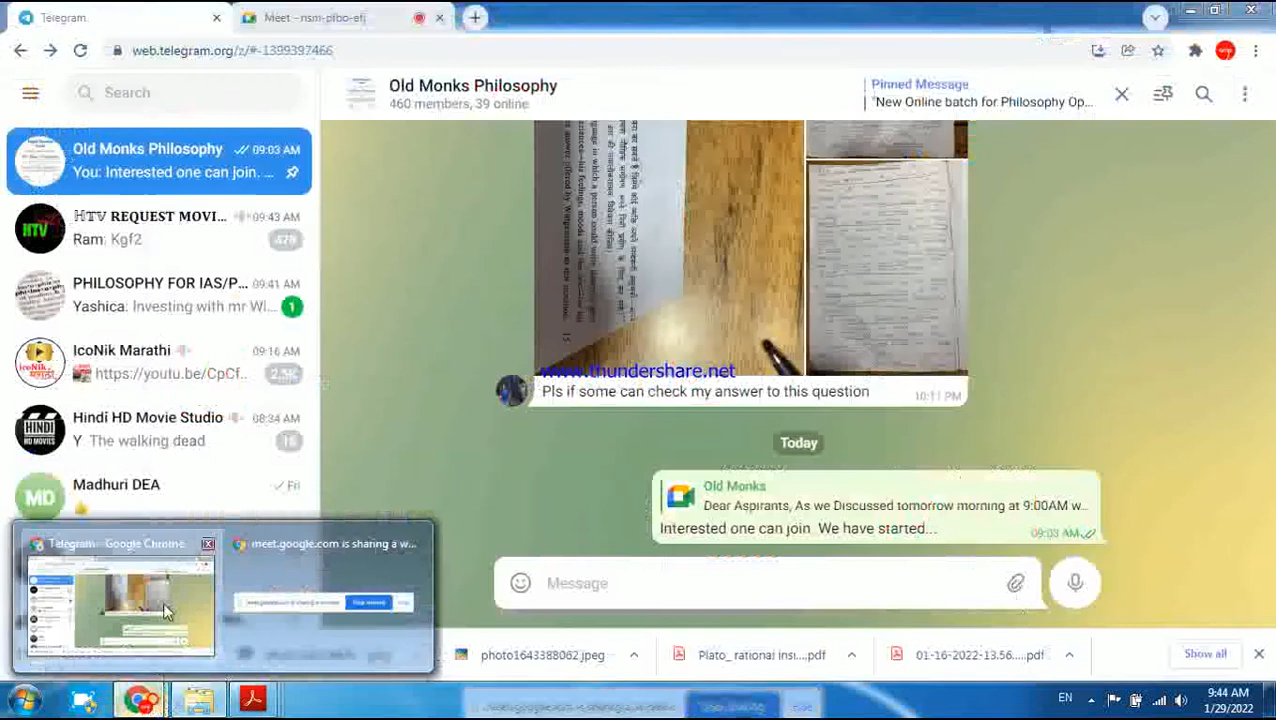 Telegram
Meet – nsm-pfbo-efj
web.telegram.org/z/#-1399397466
Search
Old Monks Philosophy
460 members, 39 online
Pinned Message
"New Online batch for Philosophy Op...
Old Monks Philosophy
09:03 AM
You: Interested one can join. ...
HTV REQUEST MOVI...
09:43 AM
HTV
Ram: Kgf2
PHILOSOPHY FOR IAS/P...
09:41 AM
Yashica: Investing with mr Wi...
1
IcoNik Marathi
09:16 AM
https://youtu.be/CpCf...
Hindi HD Movie Studio
08:34 AM
HINDI
HD MOVIES
Y The walking dead
Madhuri DEA
Fri
MD
www.thundershare.net
Pls if some can check my answer to this question
10:11 PM
Today
Old Monks
Dear Aspirants, As we Discussed tomorrow morning at 9:00AM w...
Interested one can join We have started...
09:03 AM
Message
Telegram - Google Chrome
meet.google.com is sharing a w...
photo1643388062.jpeg
Plato_ rational insi....pdf
01-16-2022-13.56.....pdf
Show all
EN
9:44 AM
1/29/2022